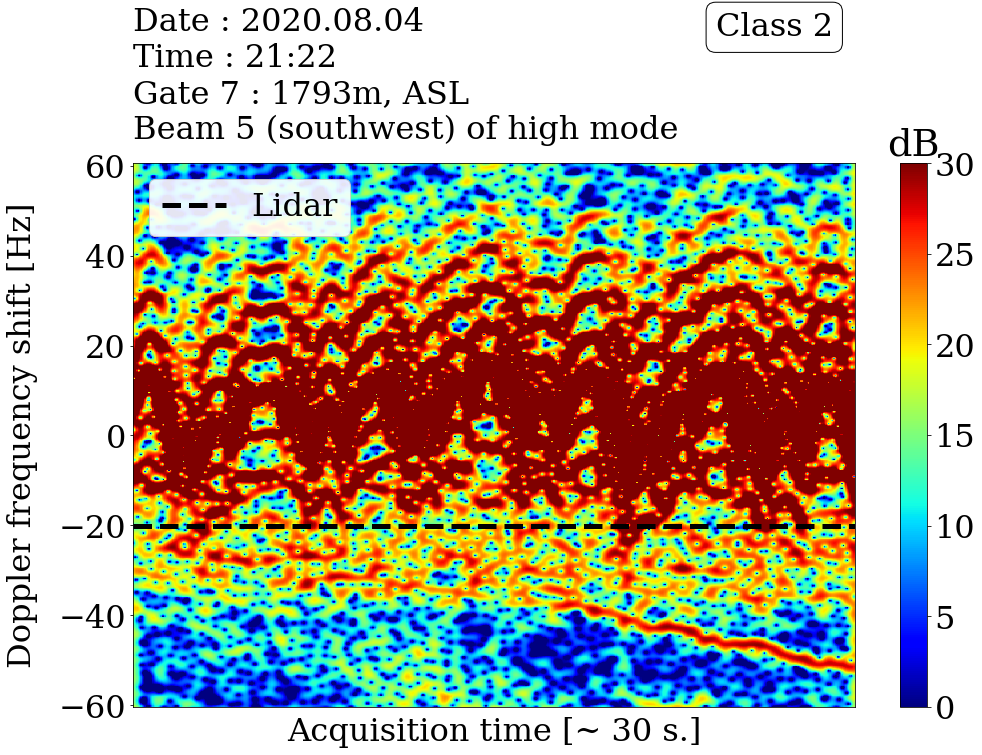 Date : 2020.08.04
Time : 21:22
Gate 7 : 1793m, ASL
Beam 5 (southwest) of high mode
Class 2
dB
Lidar
Doppler frequency shift [Hz]
60
40
20
0
−20
−40
−60
30
25
20
15
10
5
0
Acquisition time [~ 30 s.]